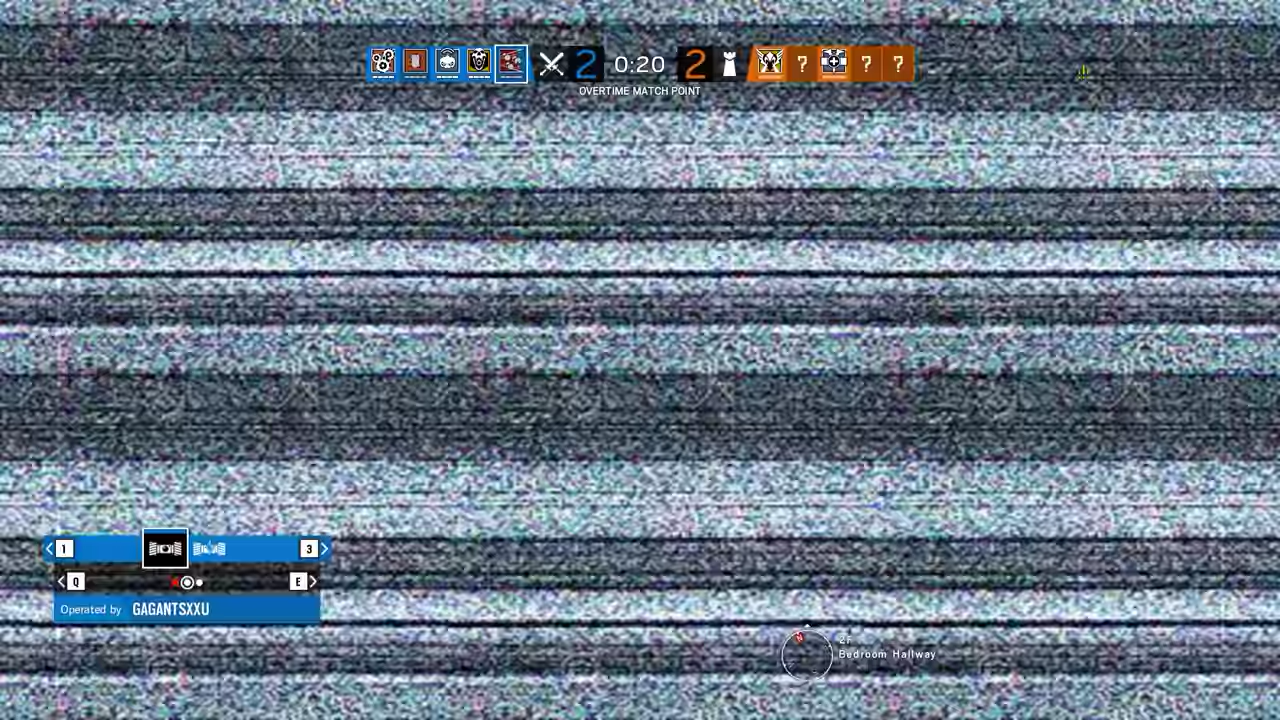 2 0:20 2 ? ? ?
OVERTIME MATCH POINT
1 3
Q E
Operated by GAGANTSXXU
N 2F
Bedroom Hallway